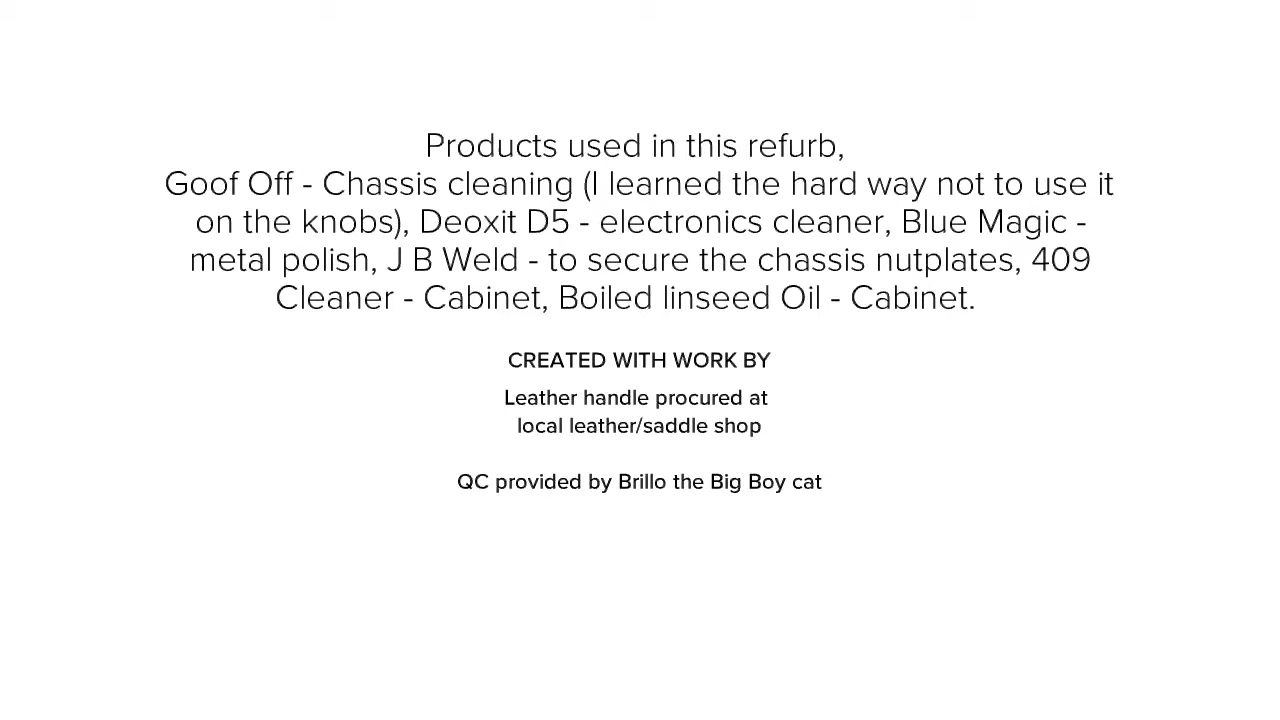 Products used in this refurb,
Goof Off - Chassis cleaning (I learned the hard way not to use it
on the knobs), Deoxit D5 - electronics cleaner, Blue Magic -
metal polish, J B Weld - to secure the chassis nutplates, 409
Cleaner - Cabinet, Boiled linseed Oil - Cabinet.
CREATED WITH WORK BY
Leather handle procured at
local leather/saddle shop
QC provided by Brillo the Big Boy cat